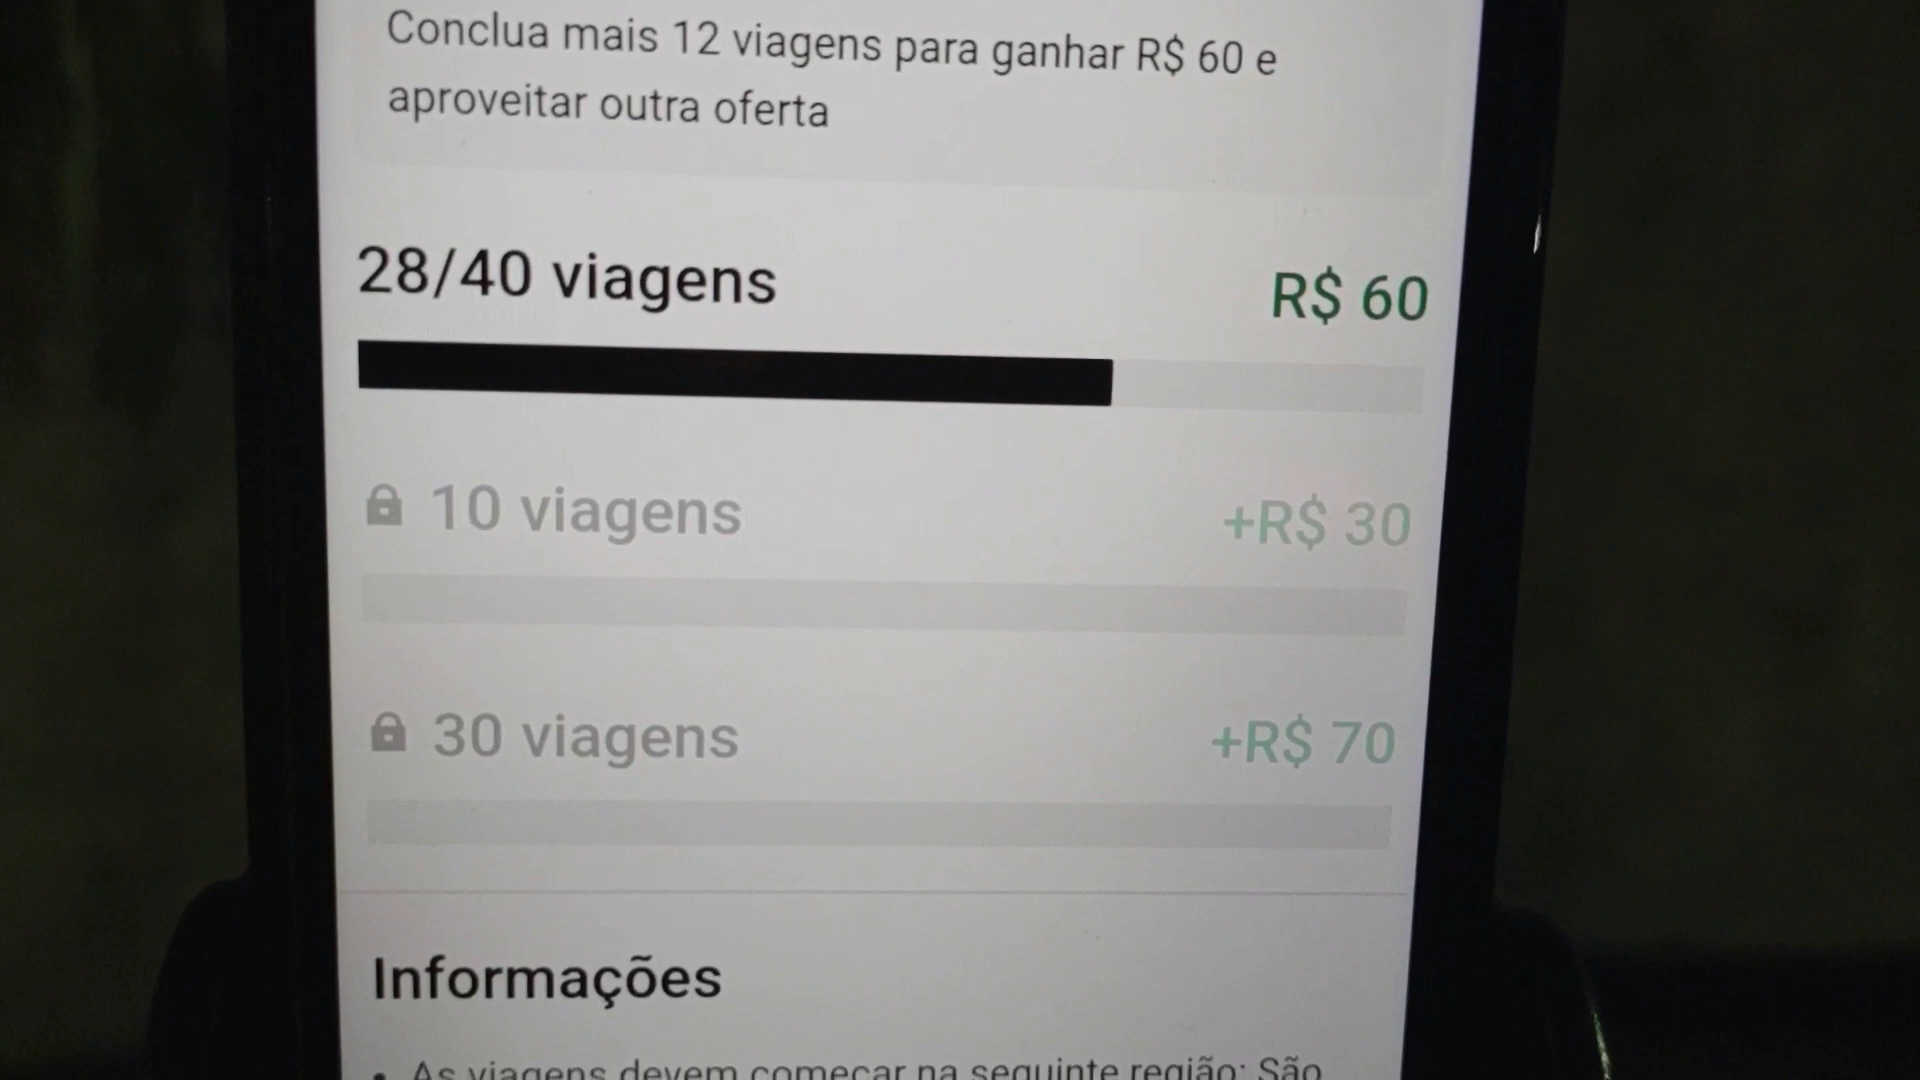 Conclua mais 12 viagens para ganhar R$ 60 e
aproveitar outra oferta
28/40 viagens R$ 60
10 viagens +R$ 30
30 viagens +R$ 70
Informações
• As viagens devem começar na seguinte região: São